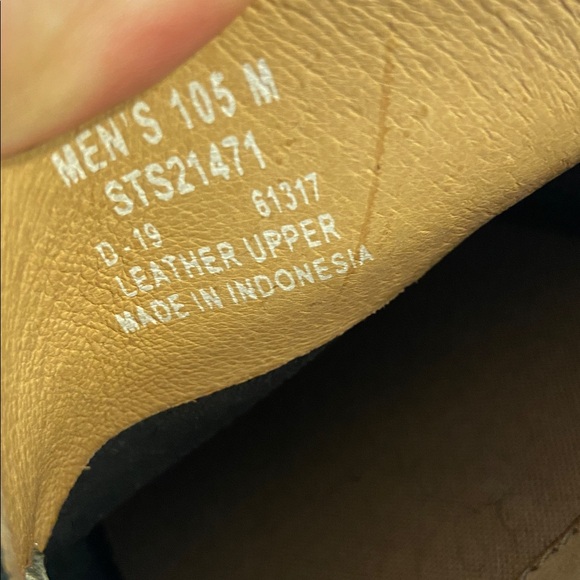 MEN'S 105 M
STS21471
D-19 61317
LEATHER UPPER
MADE IN INDONESIA